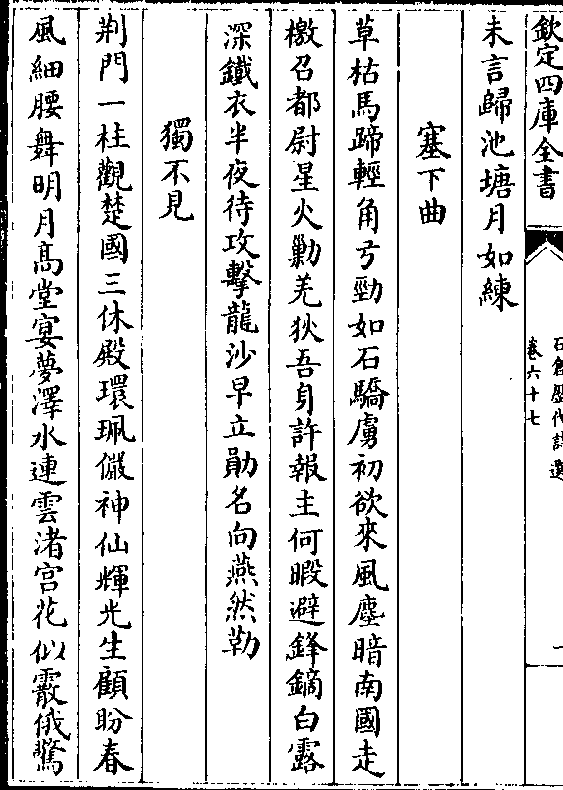 欽定四庫全書
石倉歷代詩選
卷六十七
一
未言歸池塘月如練
塞下曲
草枯馬蹄輕角弓勁如石驕虜初欲來風塵暗南國走
檄召都尉星火勦羌狄吾身許報主何暇避鋒鏑白露
深鐵衣半夜待攻擊龍沙早立勛名向燕然勒
獨不見
荆門一柱觀楚國三休殿環珮儼神仙輝光生顧盼春
風細腰舞明月髙堂宴夢澤水連雲渚宫花似霰俄驚